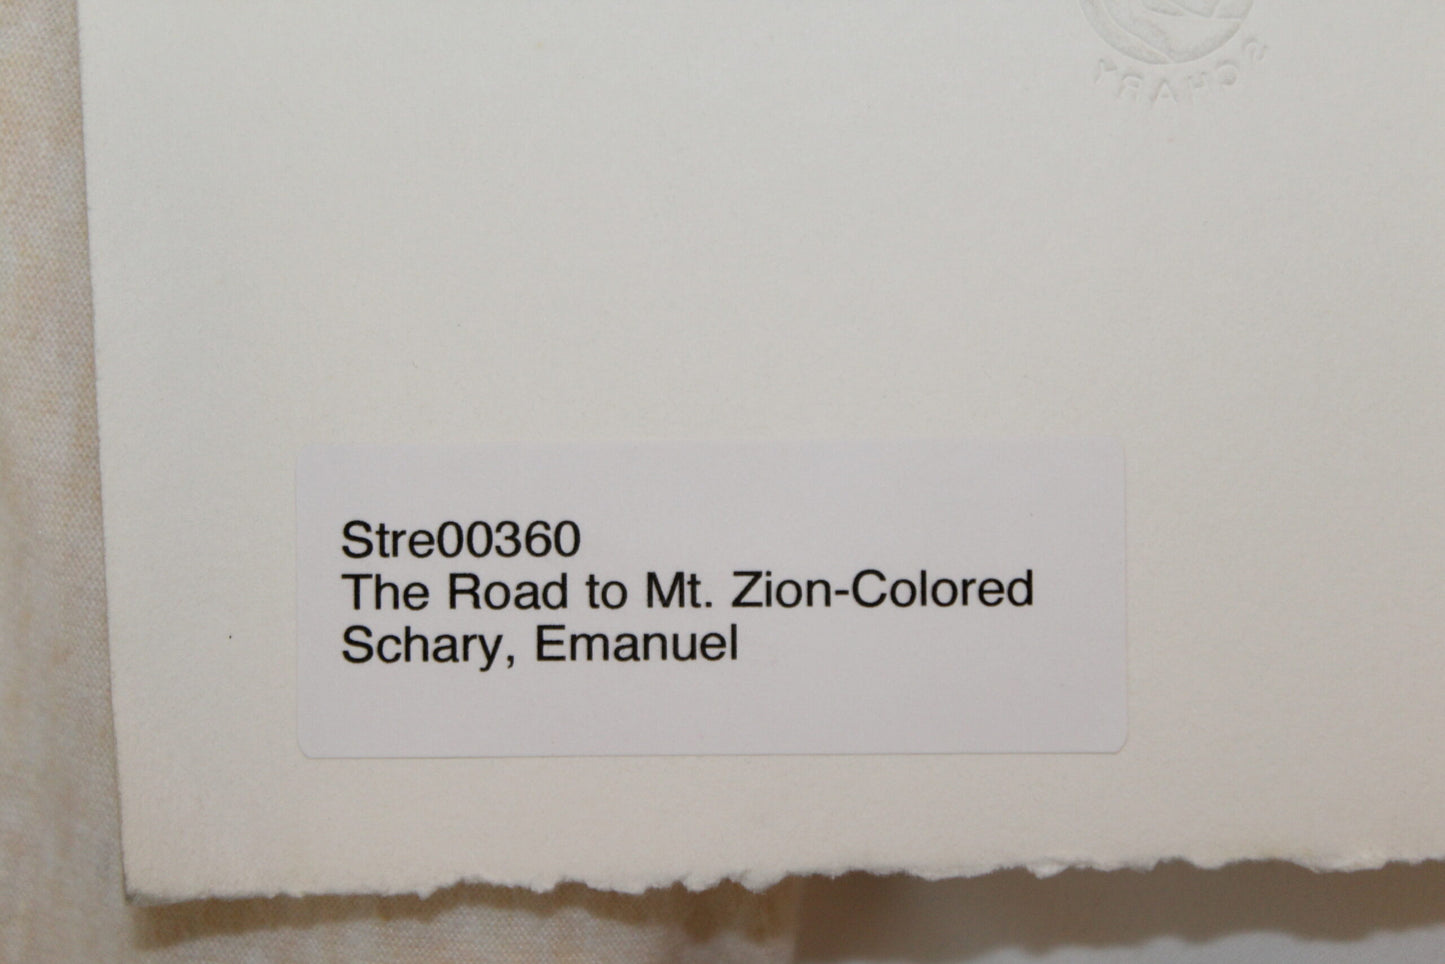 SCHARY
Stre00360
The Road to Mt. Zion-Colored
Schary, Emanuel